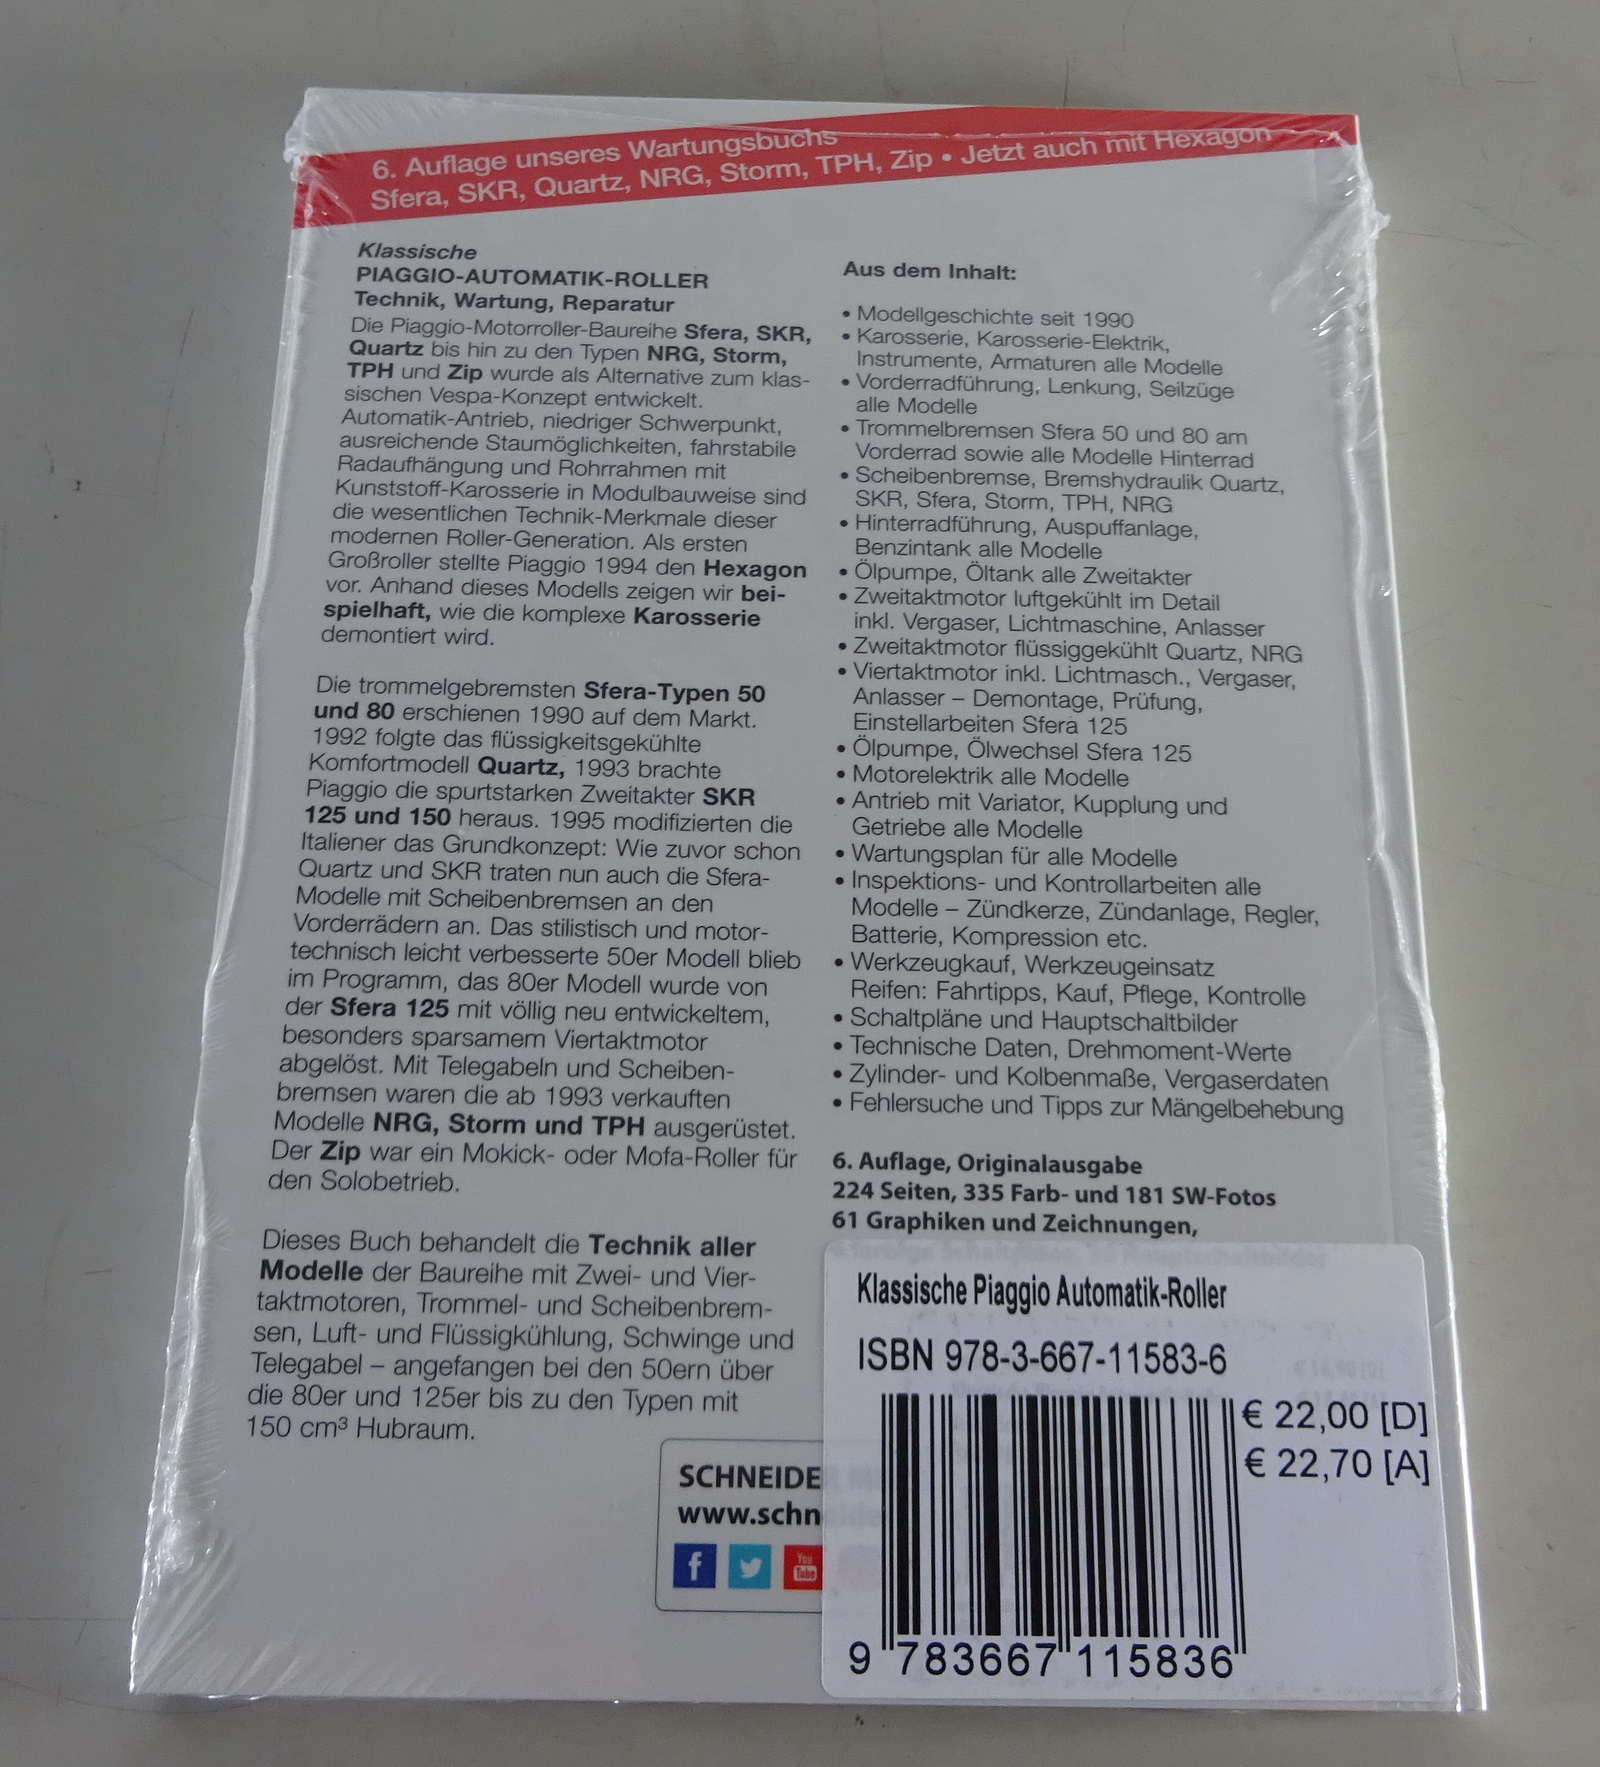 6. Auflage unseres Wartungsbuchs
Sfera, SKR, Quartz, NRG, Storm, TPH, Zip • Jetzt auch mit Hexagon
Klassische
PIAGGIO-AUTOMATIK-ROLLER
Technik, Wartung, Reparatur
Die Piaggio-Motorroller-Baureihe Sfera, SKR,
Quartz bis hin zu den Typen NRG, Storm,
TPH und Zip wurde als Alternative zum klas-
sischen Vespa-Konzept entwickelt.
Automatik-Antrieb, niedriger Schwerpunkt,
ausreichende Staumöglichkeiten, fahrstabile
Radaufhängung und Rohrrahmen mit
Kunststoff-Karosserie in Modulbauweise sind
die wesentlichen Technik-Merkmale dieser
modernen Roller-Generation. Als ersten
Großroller stellte Piaggio 1994 den Hexagon
vor. Anhand dieses Modells zeigen wir bei-
spielhaft, wie die komplexe Karosserie
demontiert wird.
Die trommelgebremsten Sfera-Typen 50
und 80 erschienen 1990 auf dem Markt.
1992 folgte das flüssigkeitsgekühlte
Komfortmodell Quartz, 1993 brachte
Piaggio die spurtstarken Zweitakter SKR
125 und 150 heraus. 1995 modifizierten die
Italiener das Grundkonzept: Wie zuvor schon
Quartz und SKR traten nun auch die Sfera-
Modelle mit Scheibenbremsen an den
Vorderrädern an. Das stilistisch und motor-
technisch leicht verbesserte 50er Modell blieb
im Programm, das 80er Modell wurde von
der Sfera 125 mit völlig neu entwickeltem,
besonders sparsamem Viertaktmotor
abgelöst. Mit Telegabeln und Scheiben-
bremsen waren die ab 1993 verkauften
Modelle NRG, Storm und TPH ausgerüstet.
Der Zip war ein Mokick- oder Mofa-Roller für
den Solobetrieb.
Dieses Buch behandelt die Technik aller
Modelle der Baureihe mit Zwei- und Vier-
taktmotoren, Trommel- und Scheibenbrem-
sen, Luft- und Flüssigkühlung, Schwinge und
Telegabel – angefangen bei den 50ern über
die 80er und 125er bis zu den Typen mit
150 cm³ Hubraum.
Aus dem Inhalt:
• Modellgeschichte seit 1990
• Karosserie, Karosserie-Elektrik,
Instrumente, Armaturen alle Modelle
• Vorderradführung, Lenkung, Seilzüge
alle Modelle
• Trommelbremsen Sfera 50 und 80 am
Vorderrad sowie alle Modelle Hinterrad
• Scheibenbremse, Bremshydraulik Quartz,
SKR, Sfera, Storm, TPH, NRG
• Hinterradführung, Auspuffanlage,
Benzintank alle Modelle
• Ölpumpe, Öltank alle Zweitakter
• Zweitaktmotor luftgekühlt im Detail
inkl. Vergaser, Lichtmaschine, Anlasser
• Zweitaktmotor flüssiggekühlt Quartz, NRG
• Viertaktmotor inkl. Lichtmasch., Vergaser,
Anlasser – Demontage, Prüfung,
Einstellarbeiten Sfera 125
• Ölpumpe, Ölwechsel Sfera 125
• Motorelektrik alle Modelle
• Antrieb mit Variator, Kupplung und
Getriebe alle Modelle
• Wartungsplan für alle Modelle
• Inspektions- und Kontrollarbeiten alle
Modelle – Zündkerze, Zündanlage, Regler,
Batterie, Kompression etc.
• Werkzeugkauf, Werkzeugeinsatz
Reifen: Fahrtipps, Kauf, Pflege, Kontrolle
• Schaltpläne und Hauptschaltbilder
• Technische Daten, Drehmoment-Werte
• Zylinder- und Kolbenmaße, Vergaserdaten
• Fehlersuche und Tipps zur Mängelbehebung
6. Auflage, Originalausgabe
224 Seiten, 335 Farb- und 181 SW-Fotos
61 Graphiken und Zeichnungen,
Klassische Piaggio Automatik-Roller
ISBN 978-3-667-11583-6
€ 22,00 [D]
€ 22,70 [A]
9 783667 115836
SCHNEIDE
www.schn
f
You
Tube